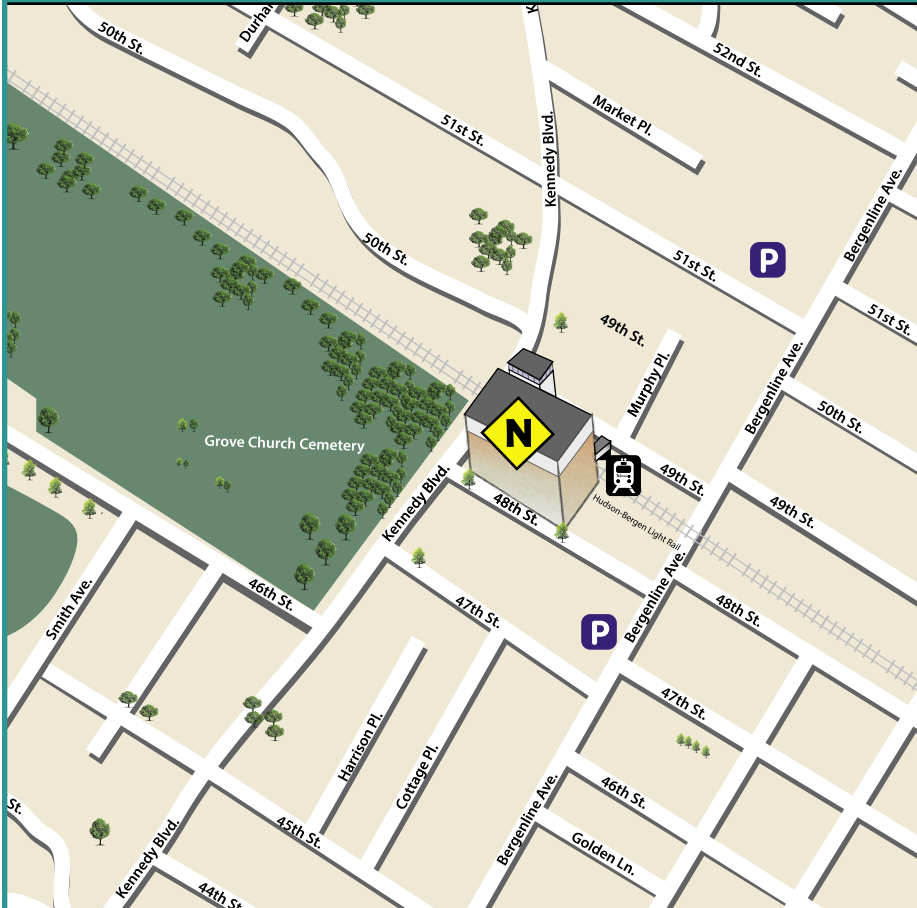 K
Durha
50th St.
52nd St.
Market Pl.
51st St.
Kennedy Blvd.
Bergenline Ave.
50th St.
51st St.
P
51st St.
49th St.
Murphy Pl.
Bergenline Ave.
50th St.
Grove Church Cemetery
N
Kennedy Blvd.
49th St.
48th St.
Hudson-Bergen Light Rail
49th St.
46th St.
Smith Ave.
47th St.
P
Bergenline Ave.
48th St.
47th St.
Harrison Pl.
Cottage Pl.
46th St.
St.
45th St.
Bergenline Ave.
Golden Ln.
Kennedy Blvd.
44th St.